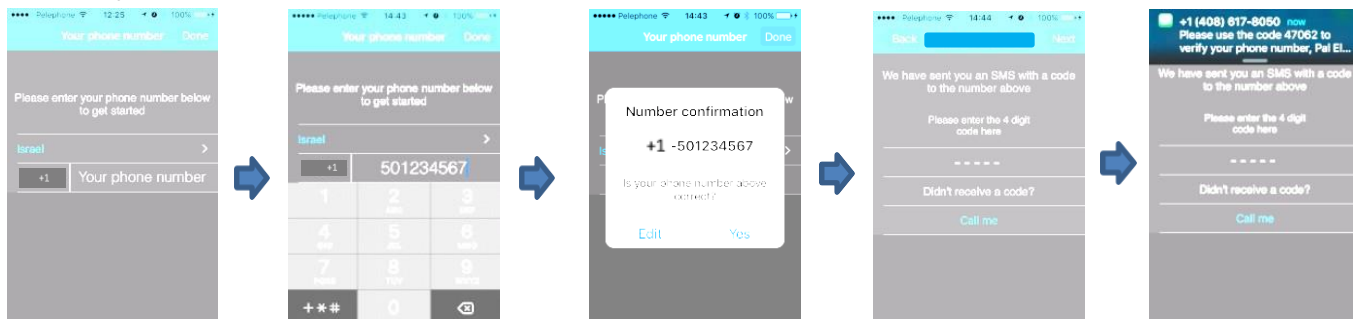 Pelephone 12:25 100%
Your phone number Done
Please enter your phone number below
to get started
Israel >
+1 Your phone number
Pelephone 14:43 100%
Your phone number Done
Please enter your phone number below
to get started
Israel >
+1 501234567
1 2 3
ABC DEF
4 5 6
GHI JKL MNO
7 8 9
PQRS TUV WXYZ
+*# 0
Pelephone 14:43 100%
Your phone number Done
Number confirmation
+1 -501234567
Is your phone number above
correct?
Edit Yes
Pelephone 14:44 100%
Back Next
We have sent you an SMS with a code
to the number above
Please enter the 4 digit
code here
- - - - -
Didn't receive a code?
Call me
+1 (408) 617-8050 now
Please use the code 47062 to
verify your phone number, Pal El...
We have sent you an SMS with a code
to the number above
Please enter the 4 digit
code here
- - - - -
Didn't receive a code?
Call me